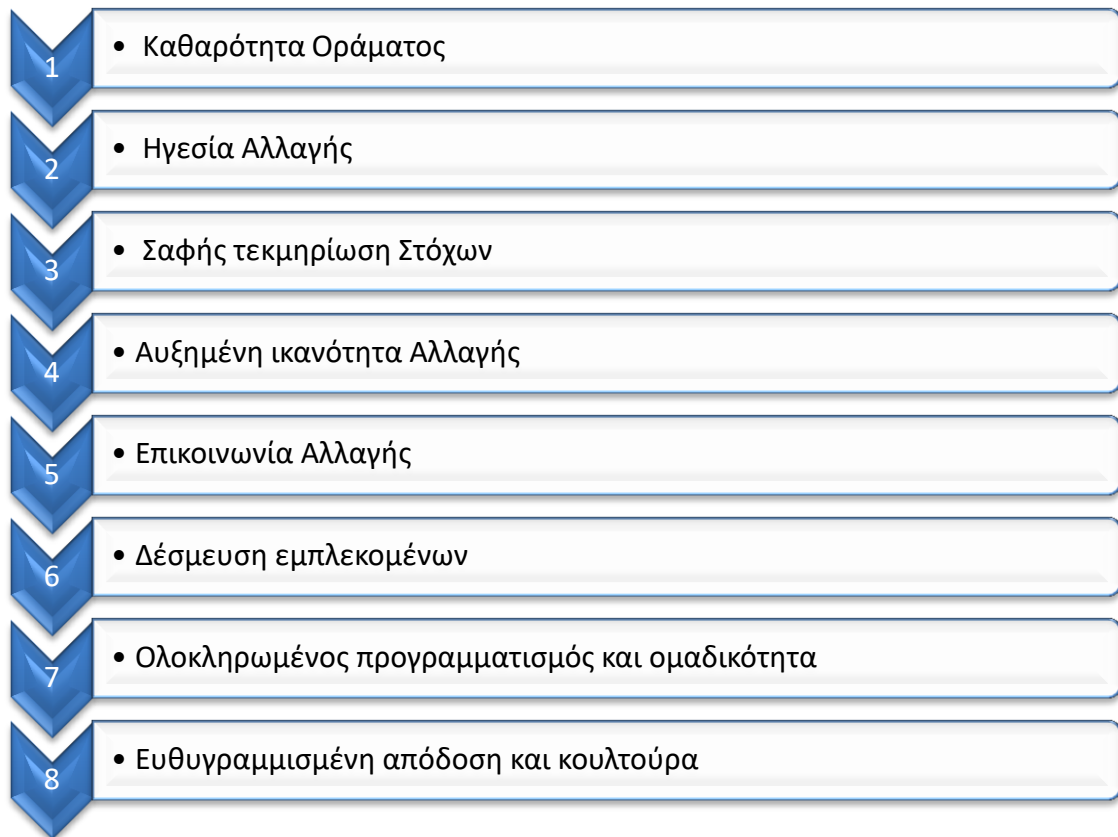 1
• Καθαρότητα Οράματος
2
• Ηγεσία Αλλαγής
3
• Σαφής τεκμηρίωση Στόχων
4
• Αυξημένη ικανότητα Αλλαγής
5
• Επικοινωνία Αλλαγής
6
• Δέσμευση εμπλεκομένων
7
• Ολοκληρωμένος προγραμματισμός και ομαδικότητα
8
• Ευθυγραμμισμένη απόδοση και κουλτούρα